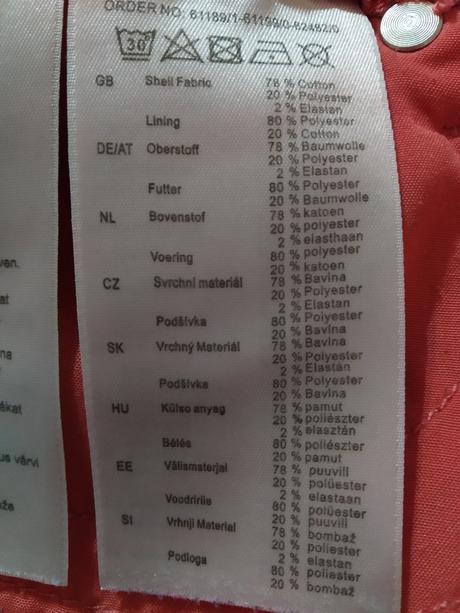 ORDER NO: 61189/1-61199/0-62482/0
30
GB Shell Fabric 78 % Cotton
20 % Polyester
2 % Elastan
Lining 80 % Polyester
20 % Cotton
DE/AT Oberstoff 78 % Baumwolle
20 % Polyester
2 % Elastan
Futter 80 % Polyester
20 % Baumwolle
NL Bovenstof 78 % katoen
20 % polyester
2 % elasthaan
Voering 80 % polyester
20 % katoen
CZ Svrchní materiál 78 % Bavlna
20 % Polyester
2 % Elastan
Podšívka 80 % Polyester
20 % Bavlna
SK Vrchný Materiál 78 % Bavlna
20 % Polyester
2 % Elastán
Podšívka 80 % Polyester
20 % Bavlna
HU Külso anyag 78 % pamut
20 % poliészter
2 % elasztán
Bélés 80 % poliészter
20 % pamut
EE Välismaterjal 78 % puuvill
20 % polüester
2 % elastaan
Voodririie 80 % polüester
20 % puuvill
SI Vrhnji Material 78 % bombaž
20 % poliester
2 % elastan
Podloga 80 % poliester
20 % bombaž